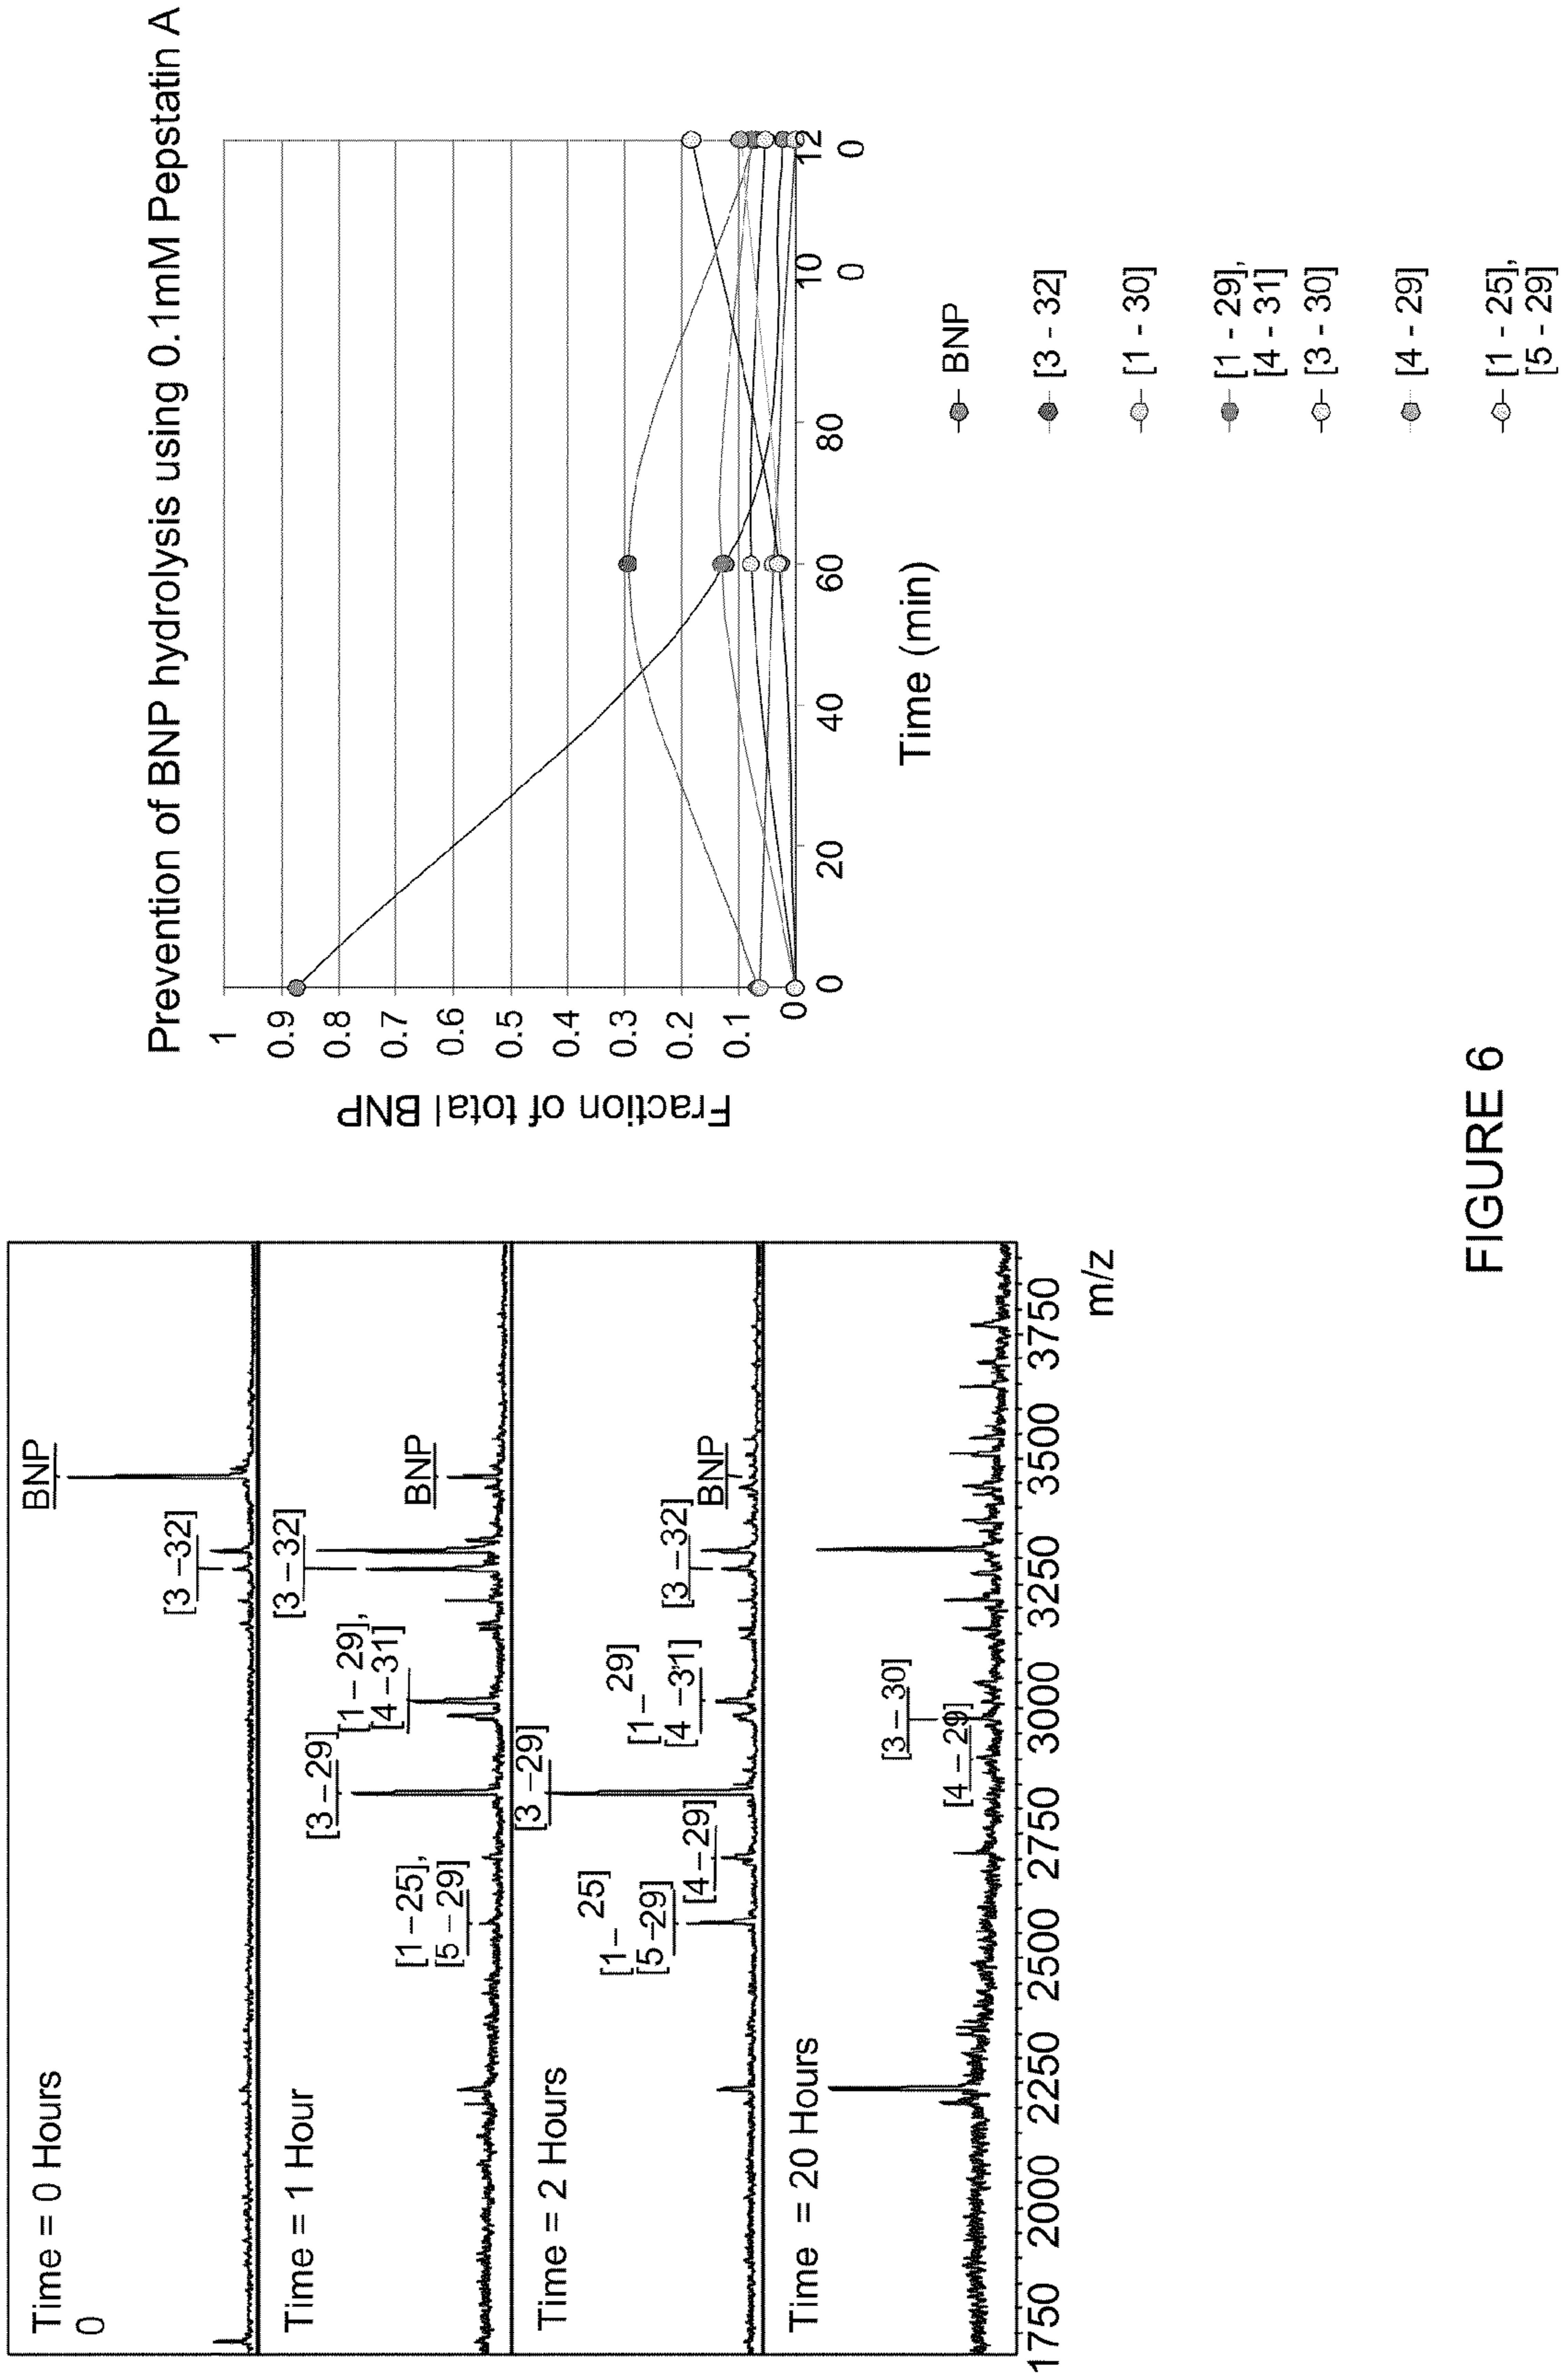 Time = 0 Hours
0
BNP
[3 –32]
Time = 1 Hour
[1 –25],
[5 – 29]
[3 –29]
[1 – 29],
[4 –31]
[3 –32]
BNP
Time = 2 Hours
[1– 25]
[5 –29]
[4 – 29]
[3 –29]
[1– 29]
[4 –31]
[3 –32]
BNP
Time = 20 Hours
[4 – 29]
[3 – 30]
1750 2000 2250 2500 2750 3000 3250 3500 3750
m/z
Prevention of BNP hydrolysis using 0.1mM Pepstatin A
Fraction of total BNP
1
0.9
0.8
0.7
0.6
0.5
0.4
0.3
0.2
0.1
0
0 20 40 60 80 10 12
0 0
Time (min)
BNP
[3 - 32]
[1 - 30]
[1 - 29],
[4 - 31]
[3 - 30]
[4 - 29]
[1 - 25],
[5 - 29]
FIGURE 6